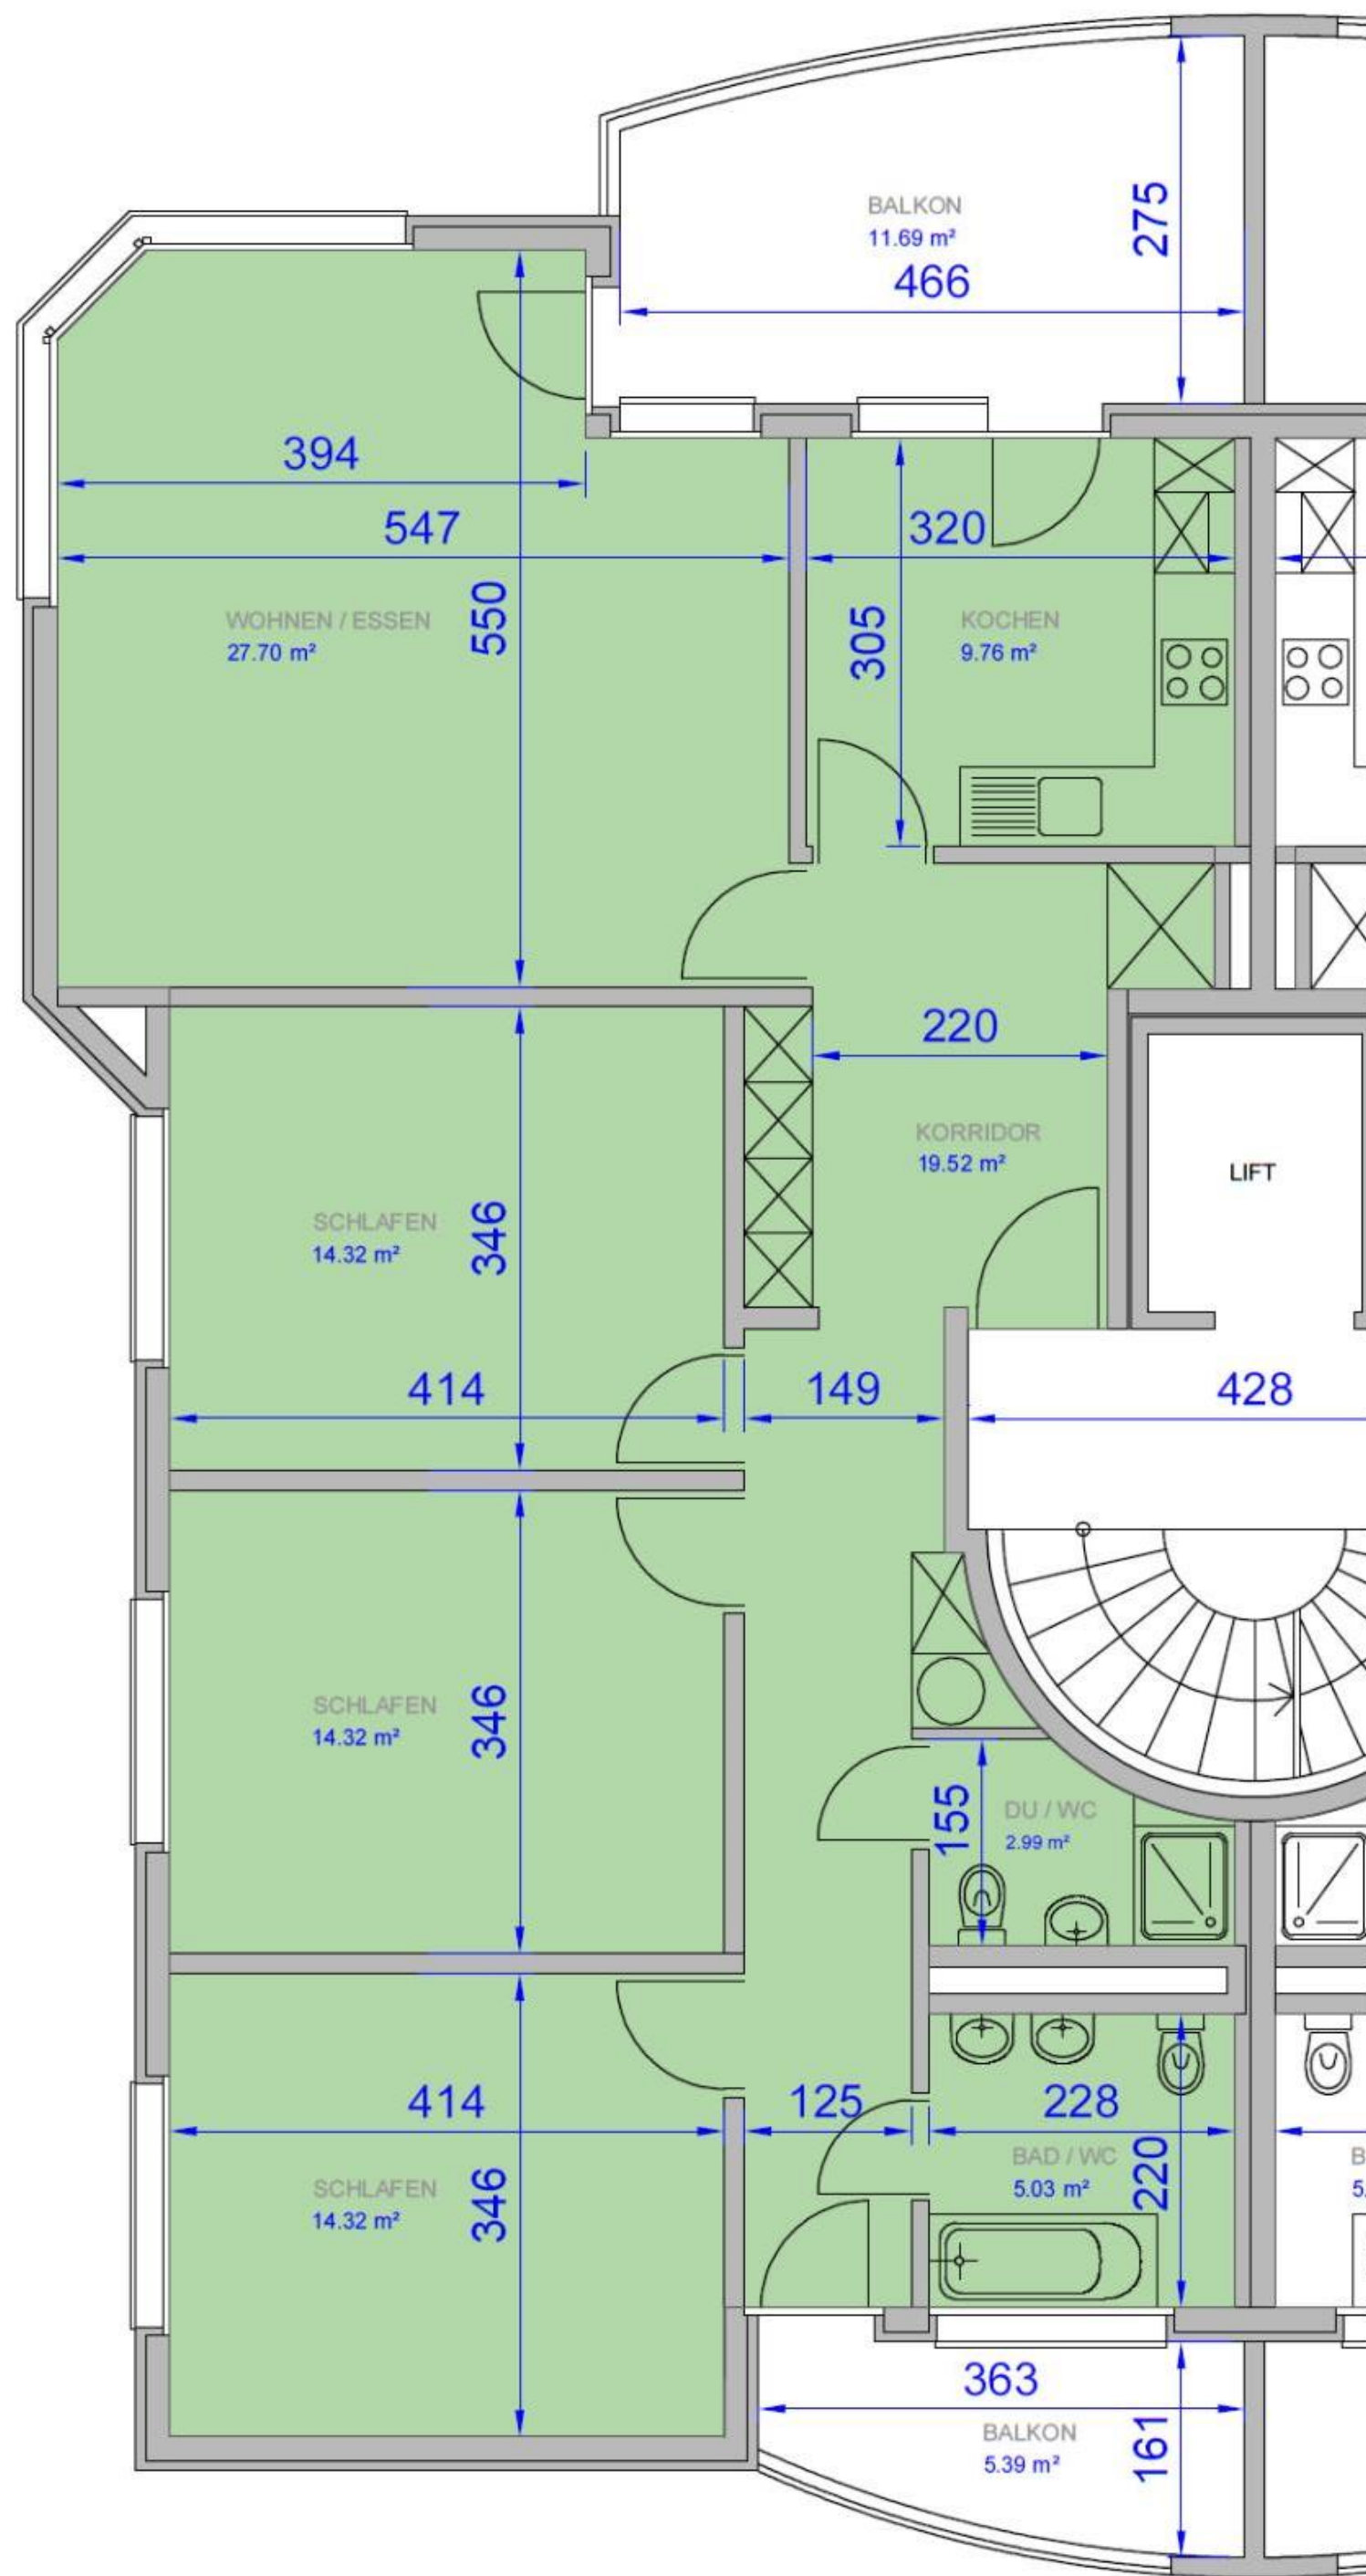 BALKON
11.69 m²
275
466
394
547
320
550
WOHNEN / ESSEN
27.70 m²
305
KOCHEN
9.76 m²
220
KORRIDOR
19.52 m²
LIFT
SCHLAFEN
14.32 m²
346
414
149
428
SCHLAFEN
14.32 m²
346
155
DU / WC
2.99 m²
414
125
228
BAD / WC
5.03 m²
220
B
5.
SCHLAFEN
14.32 m²
346
363
BALKON
5.39 m²
161